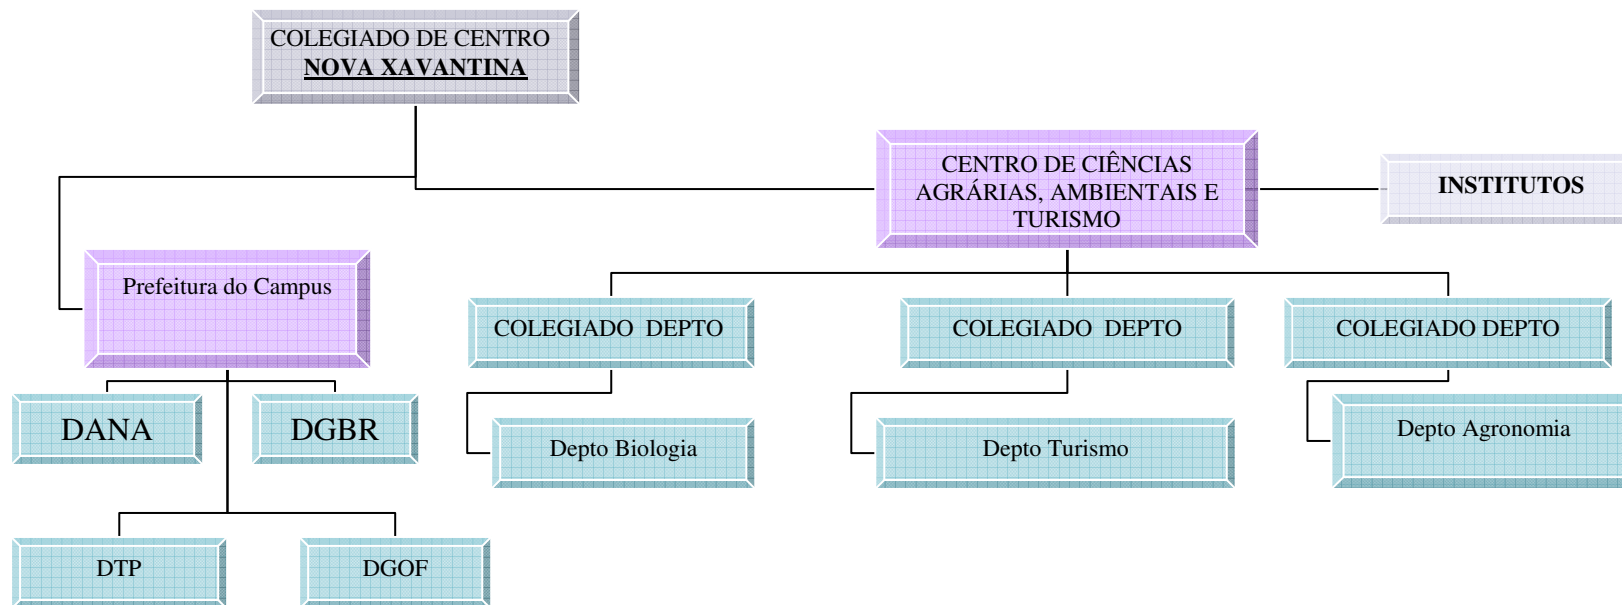 COLEGIADO DE CENTRO
NOVA XAVANTINA
CENTRO DE CIÊNCIAS
AGRÁRIAS, AMBIENTAIS E
TURISMO
INSTITUTOS
Prefeitura do Campus
COLEGIADO DEPTO
COLEGIADO DEPTO
COLEGIADO DEPTO
DANA
DGBR
Depto Biologia
Depto Turismo
Depto Agronomia
DTP
DGOF